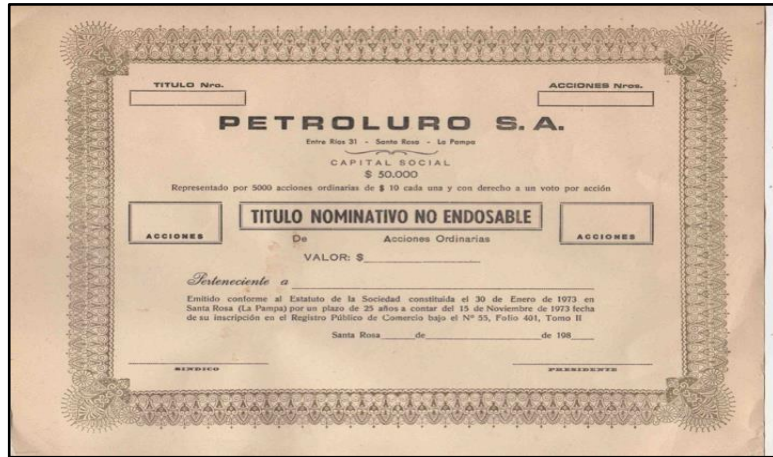 TITULO Nro.
ACCIONES Nros.
PETROLURO S. A.
Entre Ríos 31 - Santa Rosa - La Pampa
CAPITAL SOCIAL
$ 50.000
Representado por 5000 acciones ordinarias de $ 10 cada una y con derecho a un voto por acción
ACCIONES
TITULO NOMINATIVO NO ENDOSABLE
ACCIONES
De Acciones Ordinarias
VALOR: $
Perteneciente a
Emitido conforme al Estatuto de la Sociedad constituída el 30 de Enero de 1973 en
Santa Rosa (La Pampa) por un plazo de 25 años a contar del 15 de Noviembre de 1973 fecha
de su inscripción en el Registro Público de Comercio bajo el Nº 55, Folio 401, Tomo II
Santa Rosa de de 198
SINDICO
PRESIDENTE